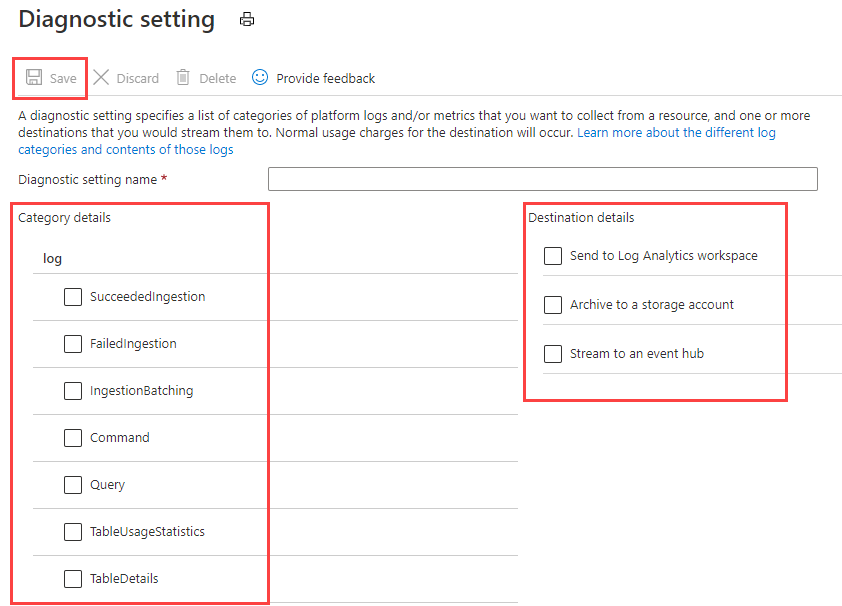 Diagnostic setting
Save
Discard
Delete
Provide feedback
A diagnostic setting specifies a list of categories of platform logs and/or metrics that you want to collect from a resource, and one or more
destinations that you would stream them to. Normal usage charges for the destination will occur. Learn more about the different log
categories and contents of those logs
Diagnostic setting name *
Category details
log
SucceededIngestion
FailedIngestion
IngestionBatching
Command
Query
TableUsageStatistics
TableDetails
Destination details
Send to Log Analytics workspace
Archive to a storage account
Stream to an event hub